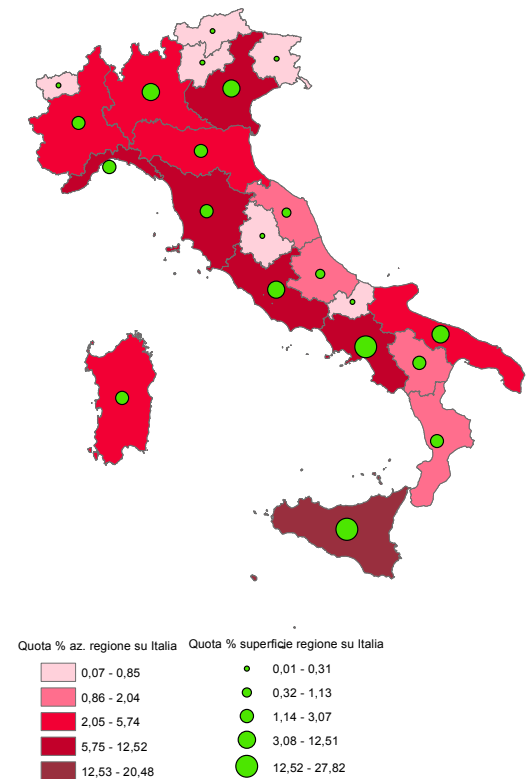 Quota % az. regione su Italia
0,07 - 0,85
0,86 - 2,04
2,05 - 5,74
5,75 - 12,52
12,53 - 20,48
Quota % superficie regione su Italia
0,01 - 0,31
0,32 - 1,13
1,14 - 3,07
3,08 - 12,51
12,52 - 27,82